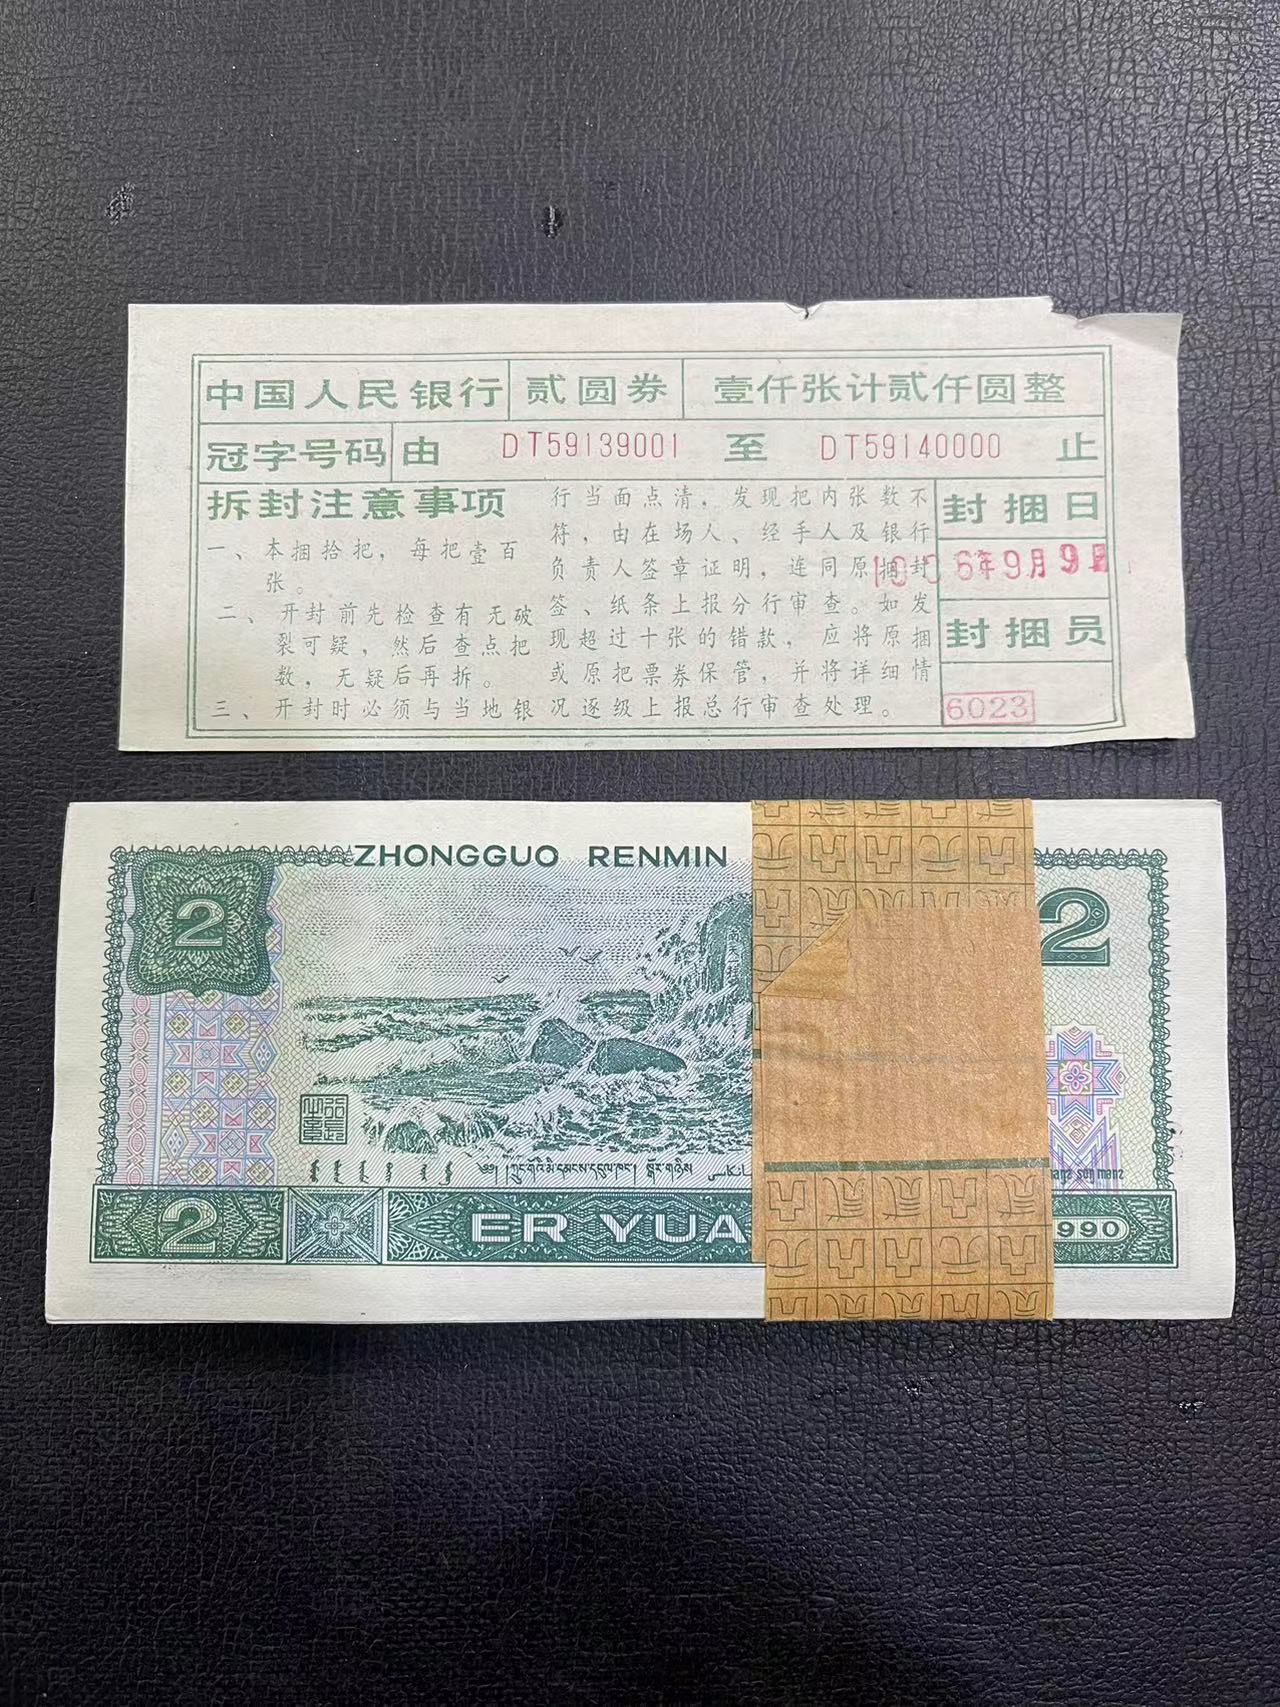 中国人民银行 贰圆券 壹仟张计贰仟圆整
冠字号码 由 DT59139001 至 DT59140000 止
拆封注意事项
一、本捆拾把，每把壹百
张。
二、开封前先检查有无破
裂可疑，然后查点把
数，无疑后再拆。
三、开封时必须与当地银
行当面点清，发现把内张数不
符，由在场人、经手人及银行
负责人签章证明，连同原捆封
签、纸条上报分行审查。如发
现超过十张的错款，应将原捆
或原把票券保管，并将详细情
况逐级上报总行审查处理。
封捆日
6年9月9日
封捆员
6023
ZHONGGUO RENMIN
2
2
2
ER YUA
1990